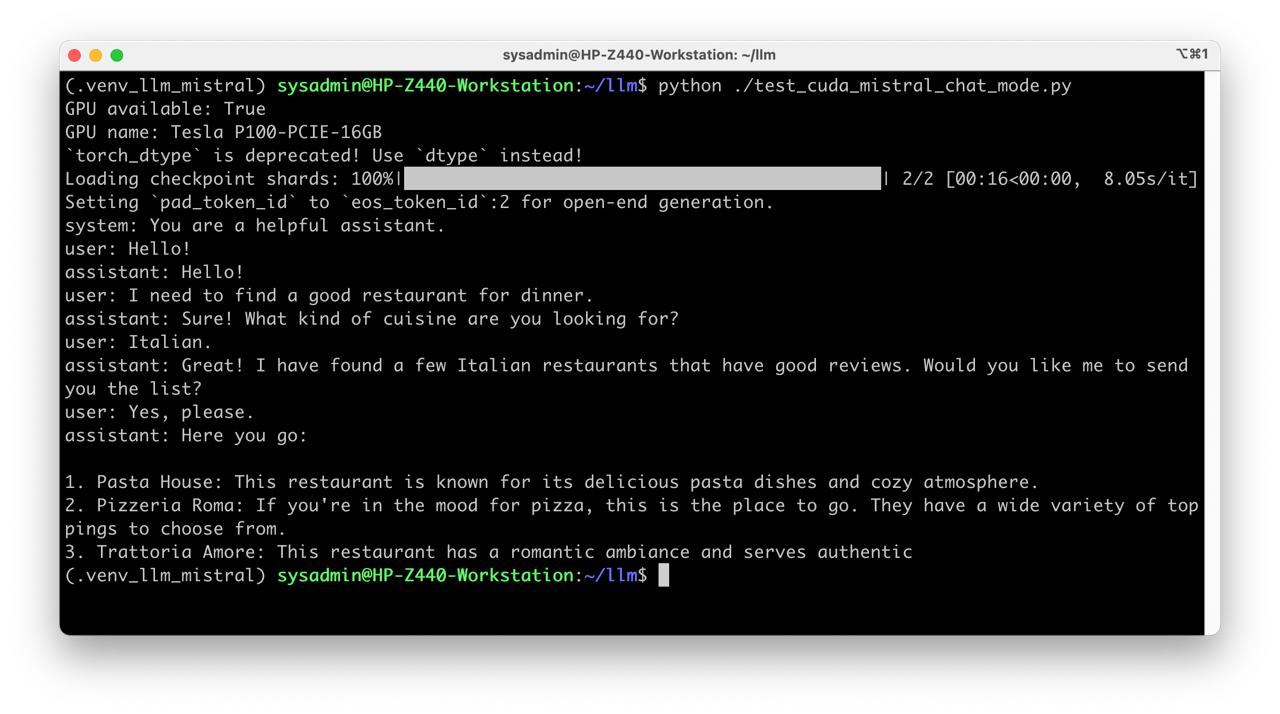 sysadmin@HP-Z440-Workstation: ~/llm
⌥⌘1
(.venv_llm_mistral) sysadmin@HP-Z440-Workstation:~/llm$ python ./test_cuda_mistral_chat_mode.py
GPU available: True
GPU name: Tesla P100-PCIE-16GB
`torch_dtype` is deprecated! Use `dtype` instead!
Loading checkpoint shards: 100%|                                             | 2/2 [00:16<00:00,  8.05s/it]
Setting `pad_token_id` to `eos_token_id`:2 for open-end generation.
system: You are a helpful assistant.
user: Hello!
assistant: Hello!
user: I need to find a good restaurant for dinner.
assistant: Sure! What kind of cuisine are you looking for?
user: Italian.
assistant: Great! I have found a few Italian restaurants that have good reviews. Would you like me to send
you the list?
user: Yes, please.
assistant: Here you go:

1. Pasta House: This restaurant is known for its delicious pasta dishes and cozy atmosphere.
2. Pizzeria Roma: If you're in the mood for pizza, this is the place to go. They have a wide variety of top
pings to choose from.
3. Trattoria Amore: This restaurant has a romantic ambiance and serves authentic
(.venv_llm_mistral) sysadmin@HP-Z440-Workstation:~/llm$